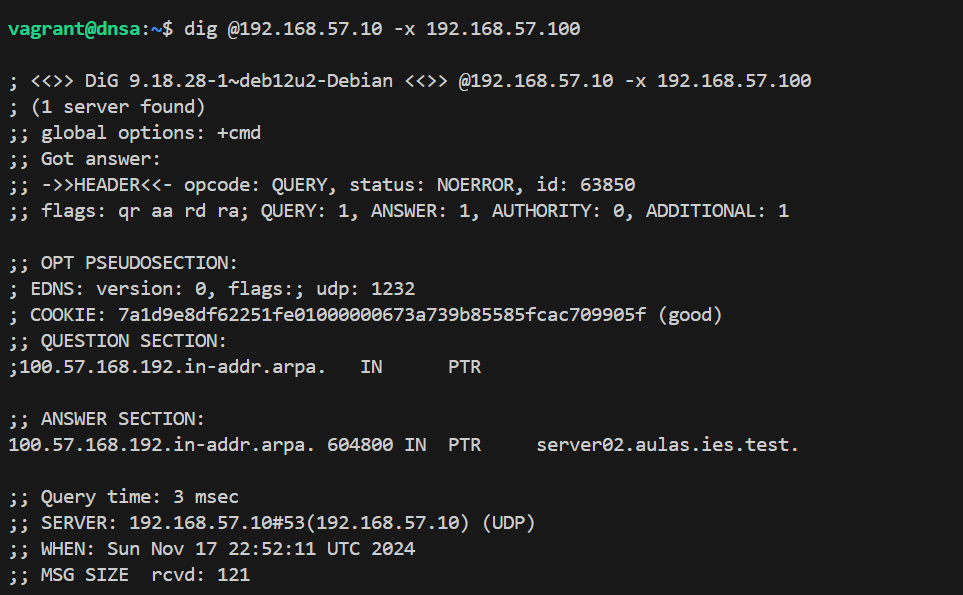 vagrant@dnsa:~$ dig @192.168.57.10 -x 192.168.57.100
; <<>> DiG 9.18.28-1~deb12u2-Debian <<>> @192.168.57.10 -x 192.168.57.100
; (1 server found)
;; global options: +cmd
;; Got answer:
;; ->>HEADER<<- opcode: QUERY, status: NOERROR, id: 63850
;; flags: qr aa rd ra; QUERY: 1, ANSWER: 1, AUTHORITY: 0, ADDITIONAL: 1
;; OPT PSEUDOSECTION:
; EDNS: version: 0, flags:; udp: 1232
; COOKIE: 7a1d9e8df62251fe01000000673a739b85585fcac709905f (good)
;; QUESTION SECTION:
;100.57.168.192.in-addr.arpa. IN PTR
;; ANSWER SECTION:
100.57.168.192.in-addr.arpa. 604800 IN PTR server02.aulas.ies.test.
;; Query time: 3 msec
;; SERVER: 192.168.57.10#53(192.168.57.10) (UDP)
;; WHEN: Sun Nov 17 22:52:11 UTC 2024
;; MSG SIZE rcvd: 121